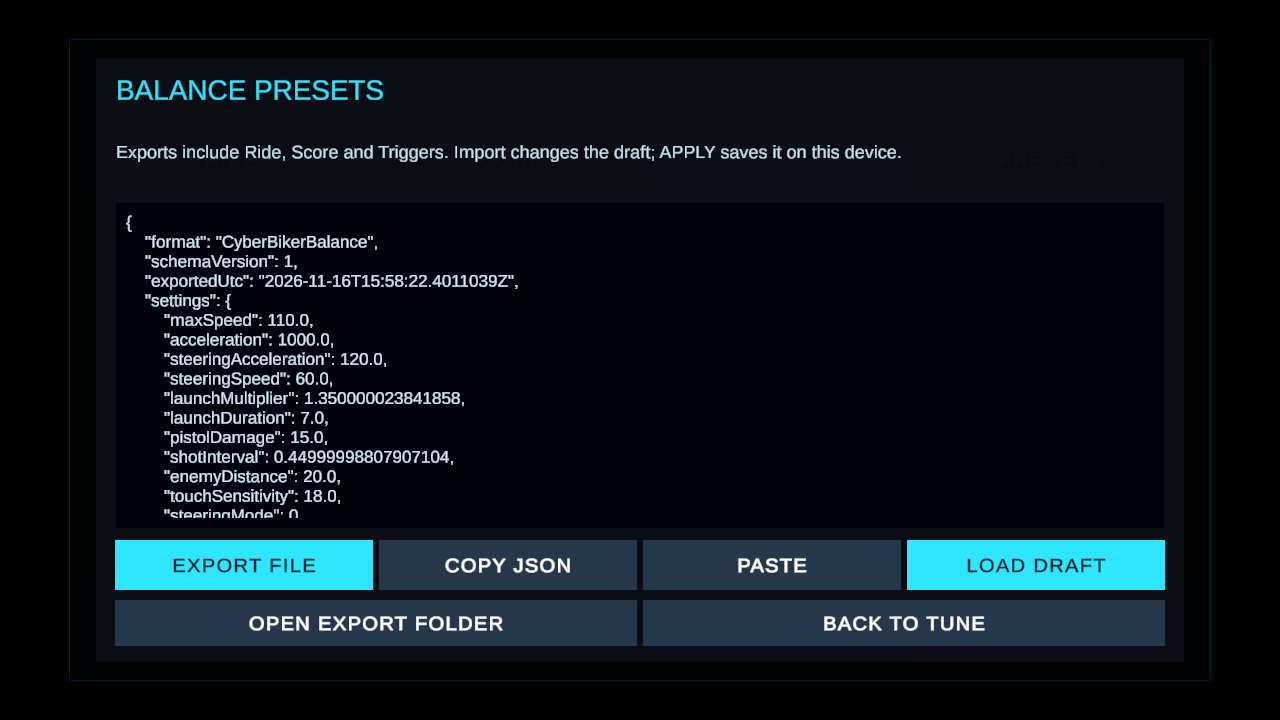 BALANCE PRESETS
Exports include Ride, Score and Triggers. Import changes the draft; APPLY saves it on this device.
PRESETS
{
"format": "CyberBikerBalance",
"schemaVersion": 1,
"exportedUtc": "2026-11-16T15:58:22.4011039Z",
"settings": {
"maxSpeed": 110.0,
"acceleration": 1000.0,
"steeringAcceleration": 120.0,
"steeringSpeed": 60.0,
"launchMultiplier": 1.350000023841858,
"launchDuration": 7.0,
"pistolDamage": 15.0,
"shotInterval": 0.44999998807907104,
"enemyDistance": 20.0,
"touchSensitivity": 18.0,
"steeringMode": 0
EXPORT FILE
COPY JSON
PASTE
LOAD DRAFT
OPEN EXPORT FOLDER
BACK TO TUNE